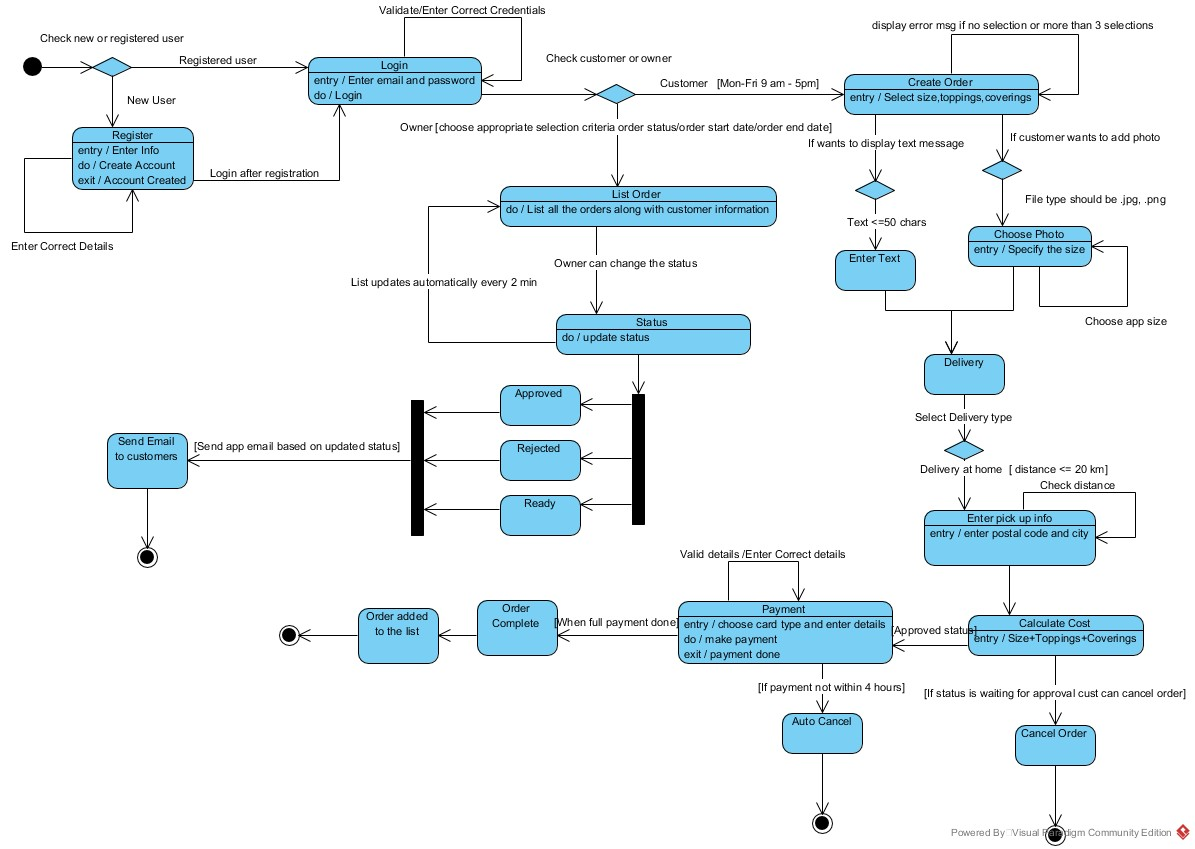 Validate/Enter Correct Credentials
display error msg if no selection or more than 3 selections
Check new or registered user
Registered user
Login
entry / Enter email and password
do / Login
Check customer or owner
Customer [Mon-Fri 9 am - 5pm]
Create Order
entry / Select size,toppings,coverings
New User
Register
entry / Enter Info
do / Create Account
exit / Account Created
Login after registration
Enter Correct Details
Owner [choose appropriate selection criteria order status/order start date/order end date]
If wants to display text message
If customer wants to add photo
List Order
do / List all the orders along with customer information
Text <=50 chars
File type should be .jpg, .png
Enter Text
Choose Photo
entry / Specify the size
Choose app size
Owner can change the status
List updates automatically every 2 min
Status
do / update status
Delivery
Select Delivery type
Approved
Rejected
Ready
[Send app email based on updated status]
Send Email
to customers
Delivery at home [ distance <= 20 km]
Check distance
Enter pick up info
entry / enter postal code and city
Valid details /Enter Correct details
Payment
entry / choose card type and enter details
do / make payment
exit / payment done
[Approved status]
Calculate Cost
entry / Size+Toppings+Coverings
[When full payment done]
Order
Complete
Order added
to the list
[If payment not within 4 hours]
[If status is waiting for approval cust can cancel order]
Auto Cancel
Cancel Order
Powered By Visual Paradigm Community Edition